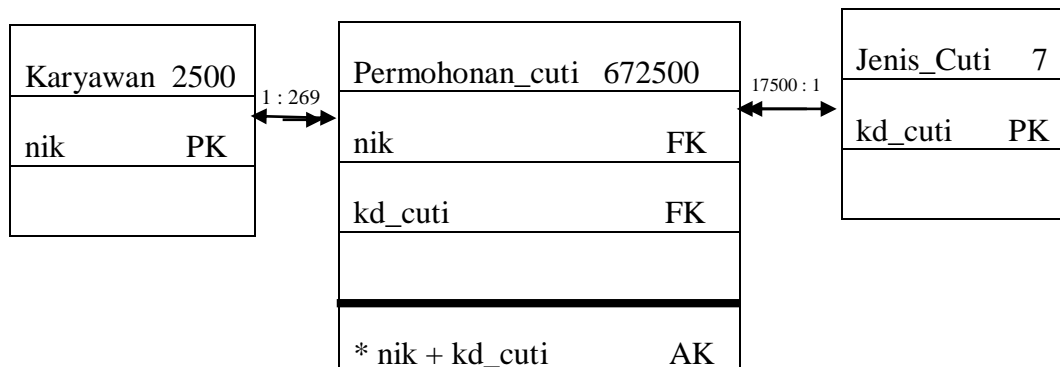 Karyawan 2500
nik PK
1 : 269
Permohonan_cuti 672500
nik FK
kd_cuti FK
* nik + kd_cuti AK
17500 : 1
Jenis_Cuti 7
kd_cuti PK